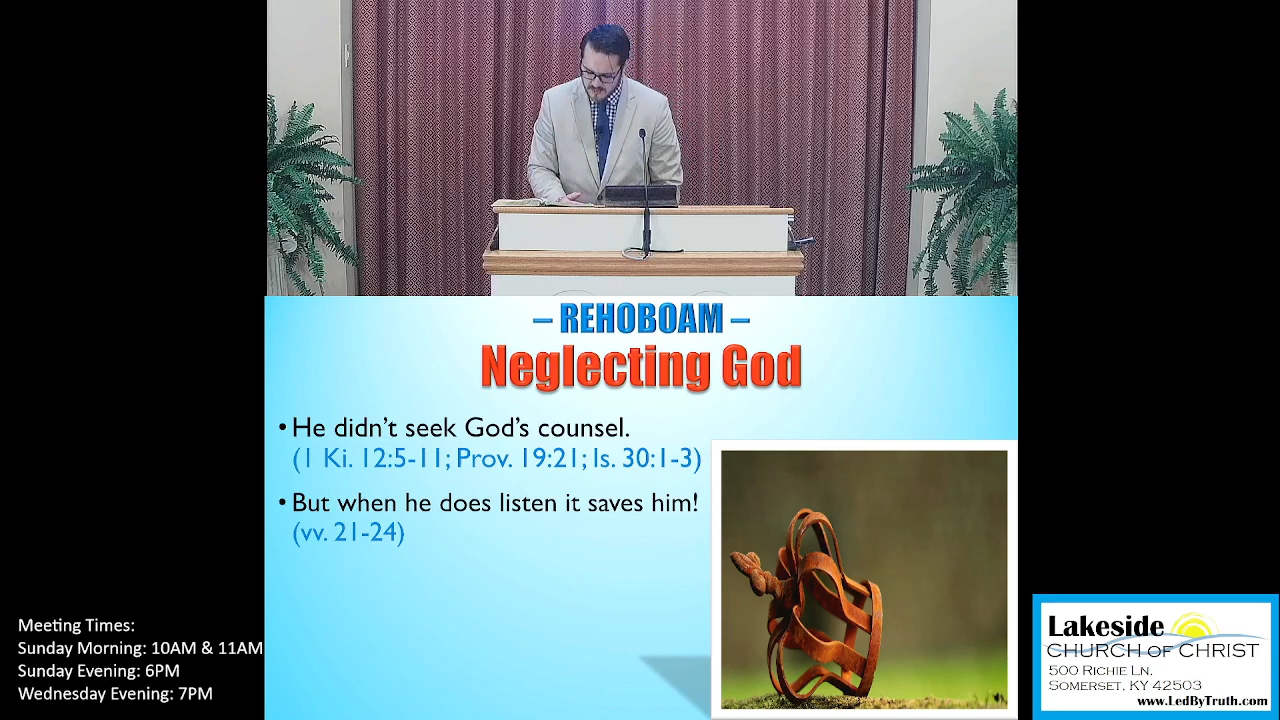 – REHOBOAM –
Neglecting God
• He didn’t seek God’s counsel.
(1 Ki. 12:5-11; Prov. 19:21; Is. 30:1-3)
• But when he does listen it saves him!
(vv. 21-24)
Meeting Times:
Sunday Morning: 10AM & 11AM
Sunday Evening: 6PM
Wednesday Evening: 7PM
Lakeside
CHURCH OF CHRIST
500 RICHIE LN.
SOMERSET, KY 42503
www.LedByTruth.com